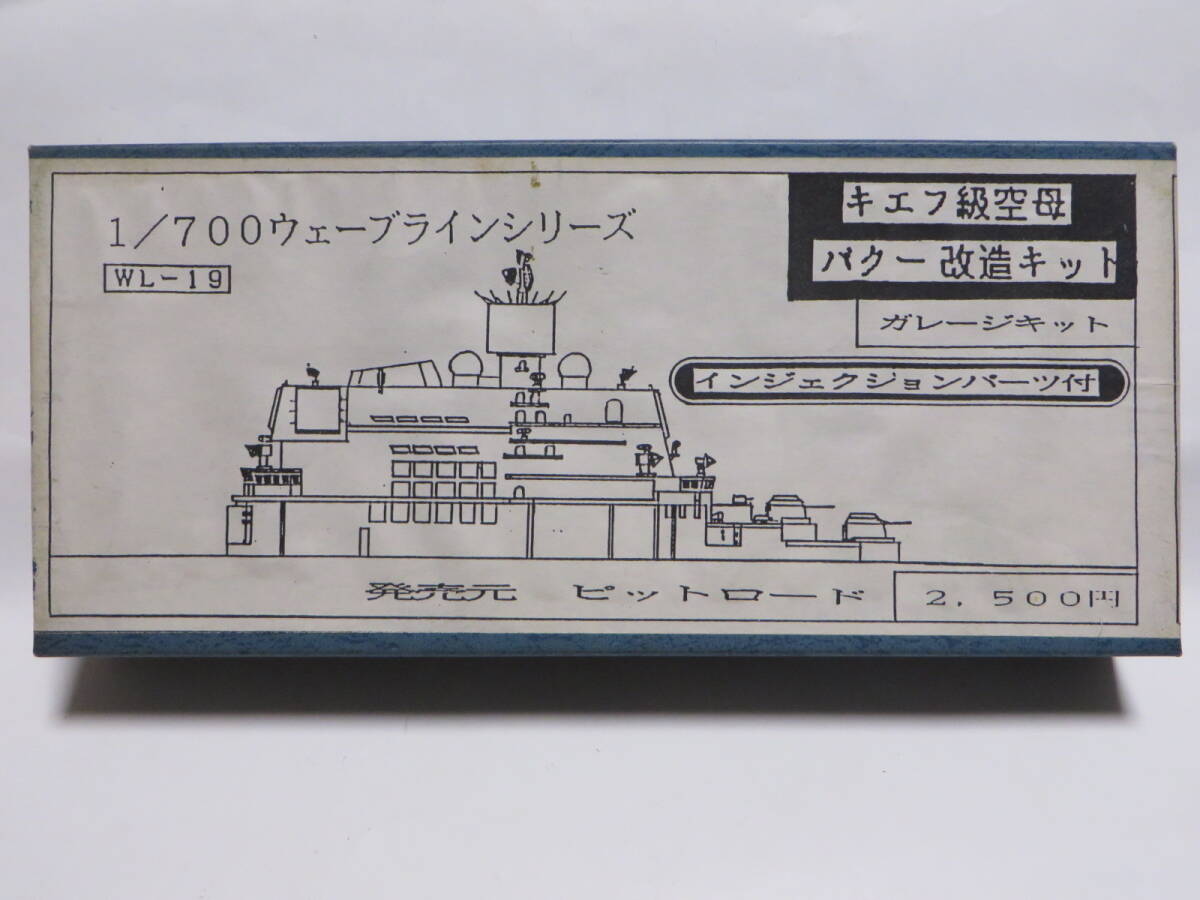 1/700ウェーブラインシリーズ
WL-19
キエフ級空母
バクー 改造キット
ガレージキット
インジェクションパーツ付
発売元 ピットロード
2,500円